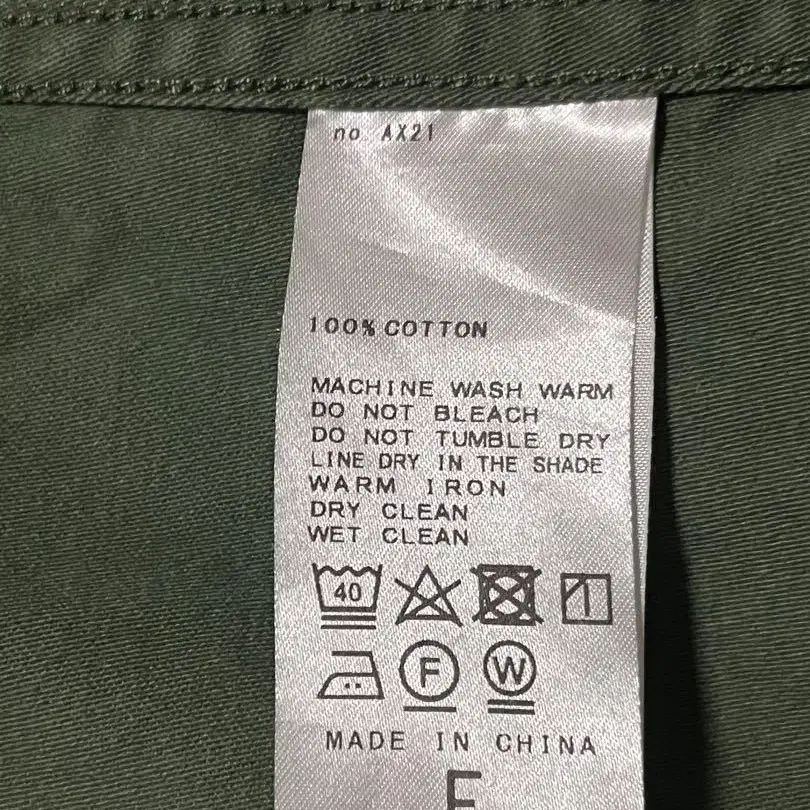 no. AX21
100% COTTON
MACHINE WASH WARM
DO NOT BLEACH
DO NOT TUMBLE DRY
LINE DRY IN THE SHADE
WARM IRON
DRY CLEAN
WET CLEAN
40
F W
MADE IN CHINA